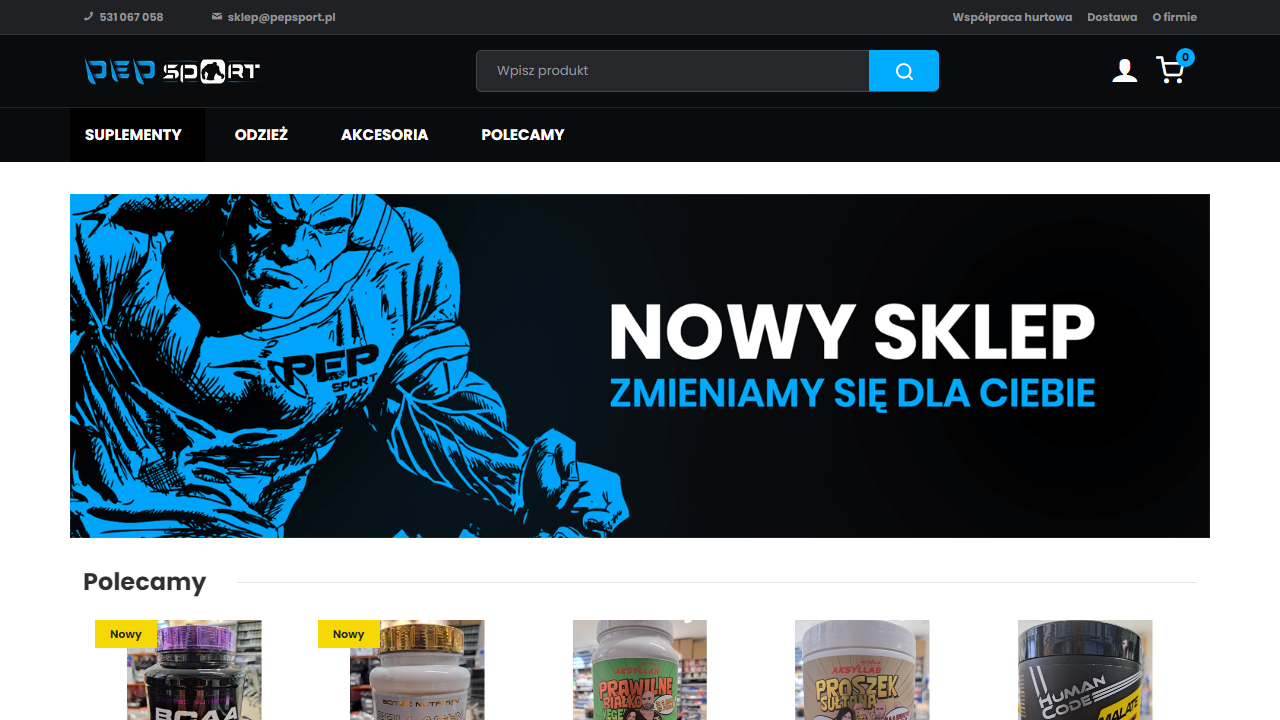 531 067 058
sklep@pepsport.pl
Współpraca hurtowa
Dostawa
O firmie
PEP SPORT
Wpisz produkt
0
SUPLEMENTY
ODZIEŻ
AKCESORIA
POLECAMY
PEP
SPORT
NOWY SKLEP
ZMIENIAMY SIĘ DLA CIEBIE
Polecamy
Nowy
Nowy
BCAA
SCITEC NUTRITION
COLLAGEN
AKSYLLAB
PRAWILNE
BIAŁKO
VEGE
AKSYLLAB
PROSZEK
SUŁTANA
HUMAN
CODE
MALATE